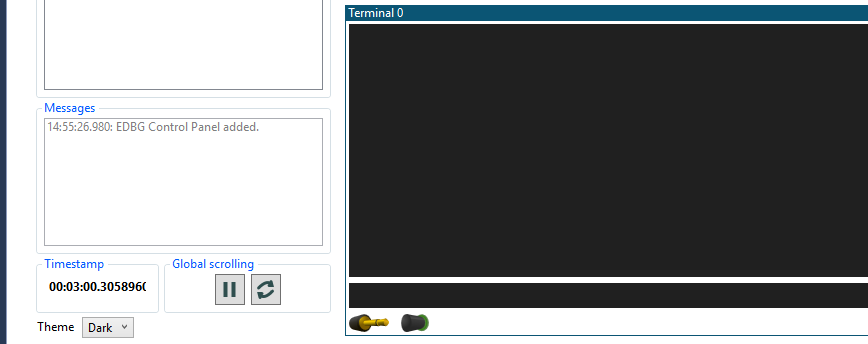 Terminal 0
Messages
14:55:26.980: EDBG Control Panel added.
Timestamp
Global scrolling
00:03:00.305896
Theme
Dark